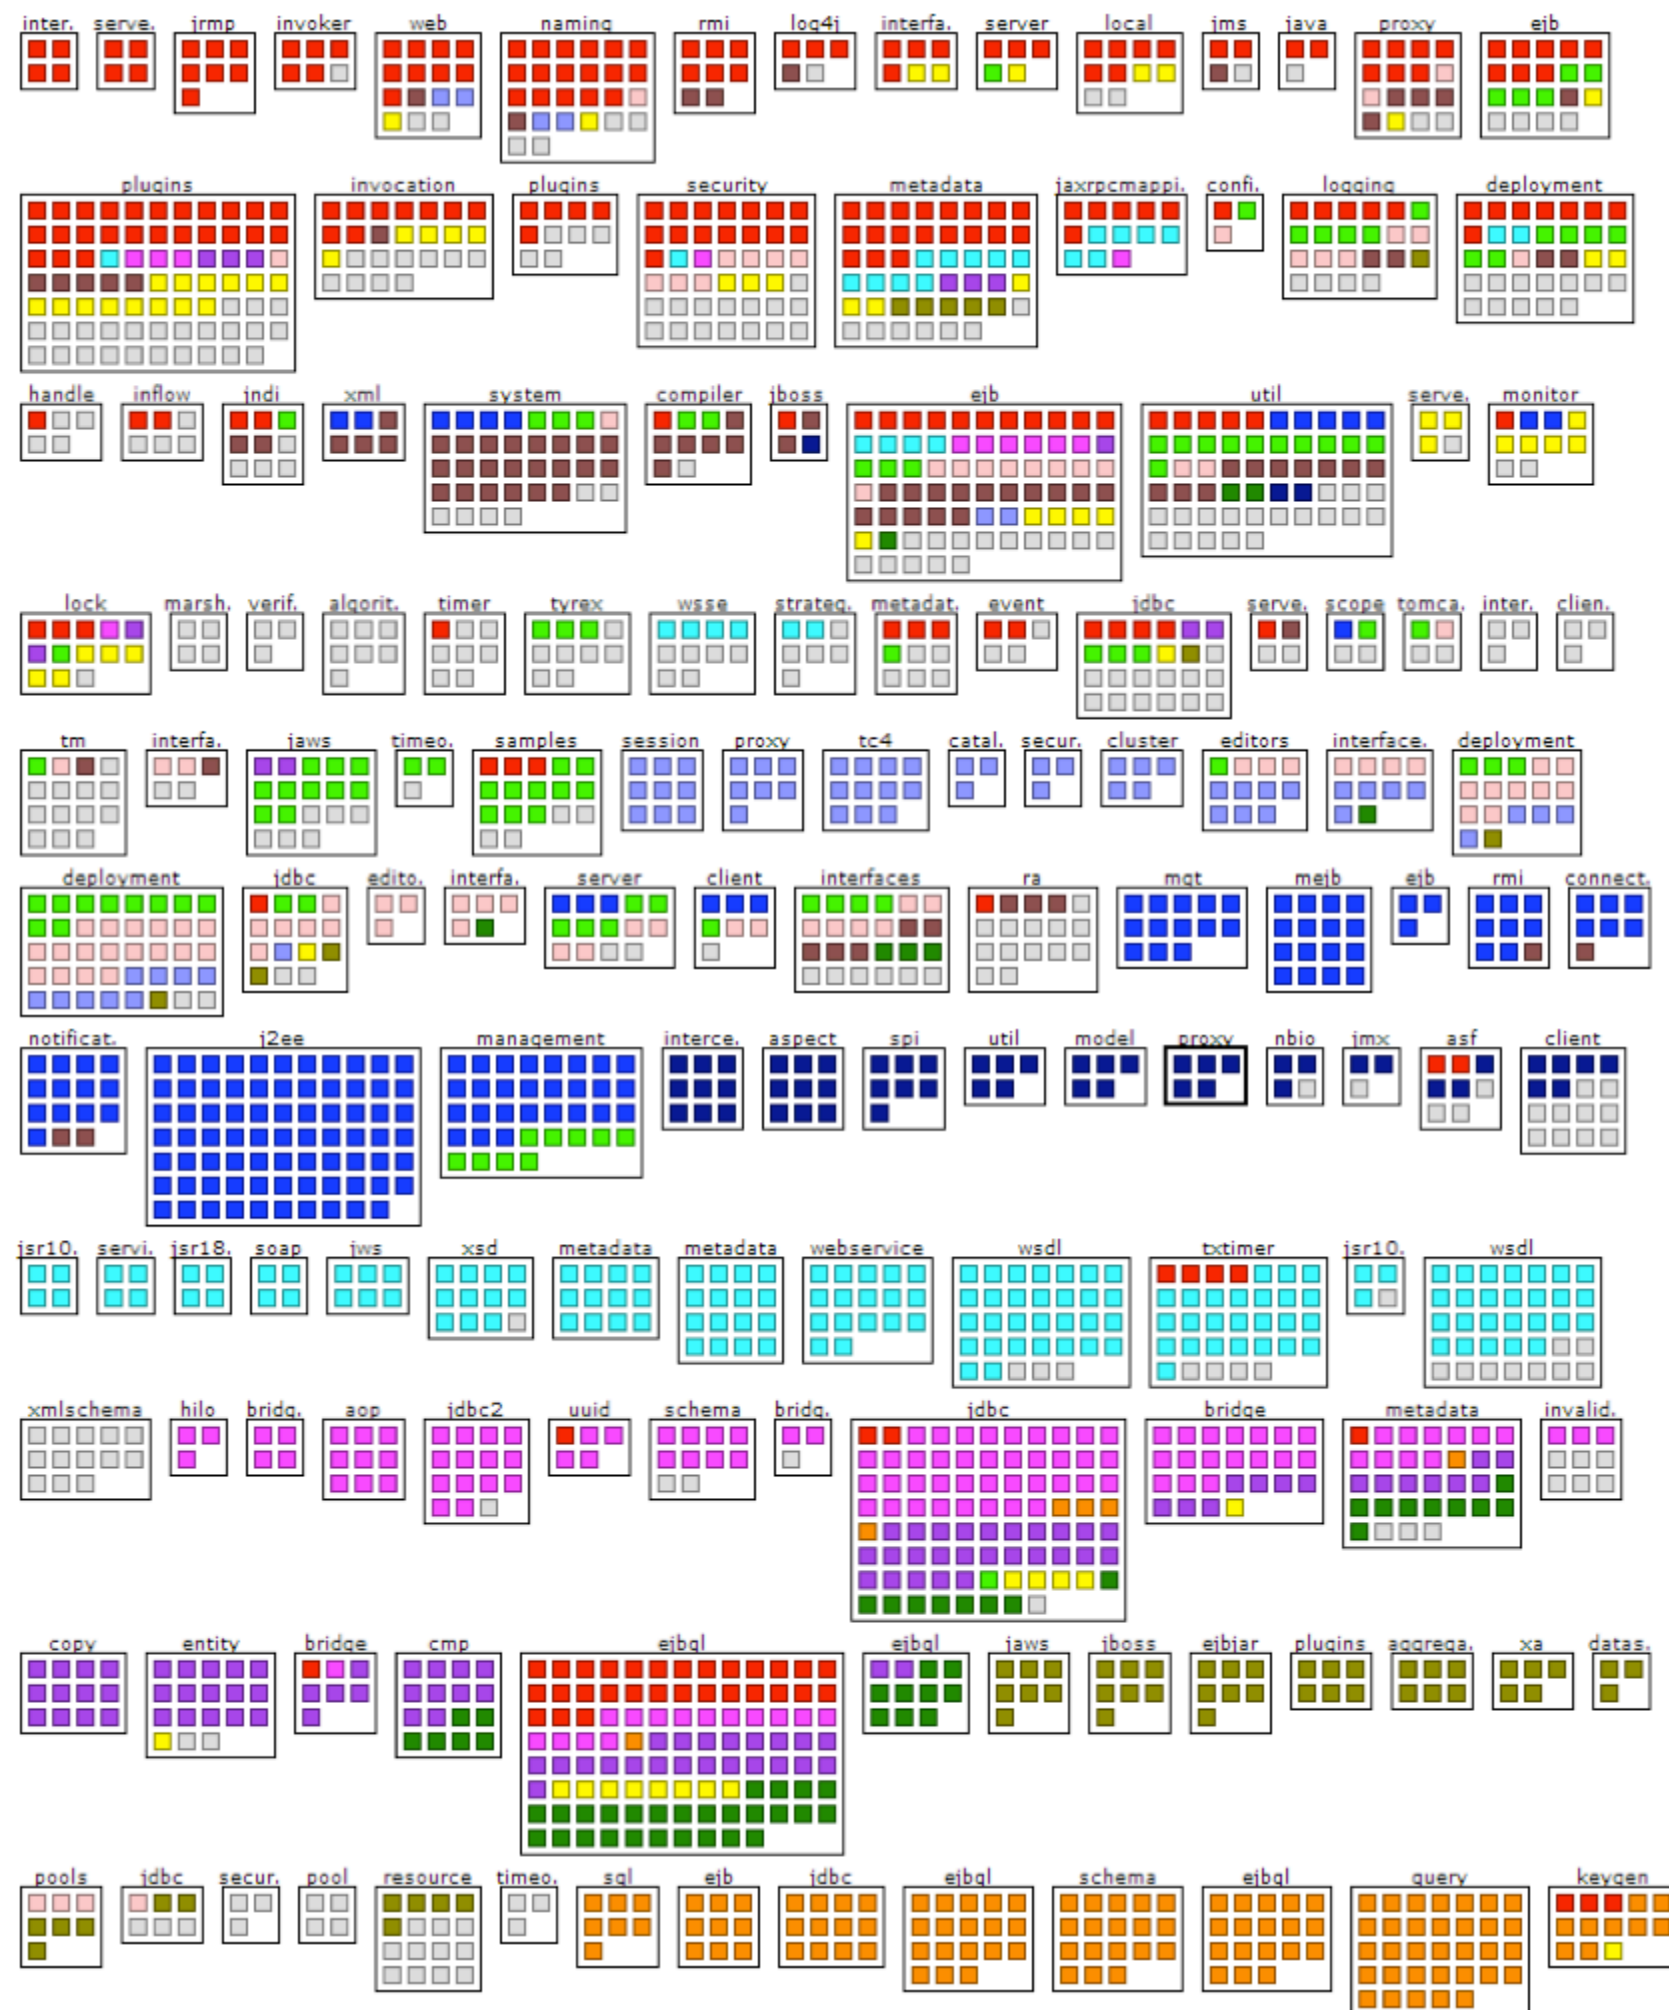 inter. serve. jrmp invoker web naming rmi log4j interfa. server local jms java proxy ejb
plugins invocation plugins security metadata jaxrpcmappi. confi. logging deployment
handle inflow jndi xml system compiler jboss ejb util serve. monitor
lock marsh. verif. algorit. timer tyrex wsse strateg. metadat. event jdbc serve. scope tomca. inter. clien.
tm interfa. jaws timeo. samples session proxy tc4 catal. secur. cluster editors interface. deployment
deployment jdbc edito. interfa. server client interfaces ra mgt mejb ejb rmi connect.
notificat. j2ee management interce. aspect spi util model proxy nbio jmx asf client
jsr10. servi. jsr18. soap jws xsd metadata metadata webservice wsdl txtimer jsr10. wsdl
xmlschema hilo bridg. aop jdbc2 uuid schema bridg. jdbc bridge metadata invalid.
copy entity bridge cmp ejbql ejbql jaws jboss ejbjar plugins aggrega. xa datas.
pools jdbc secur. pool resource timeo. sql ejb jdbc ejbql schema ejbql query keygen